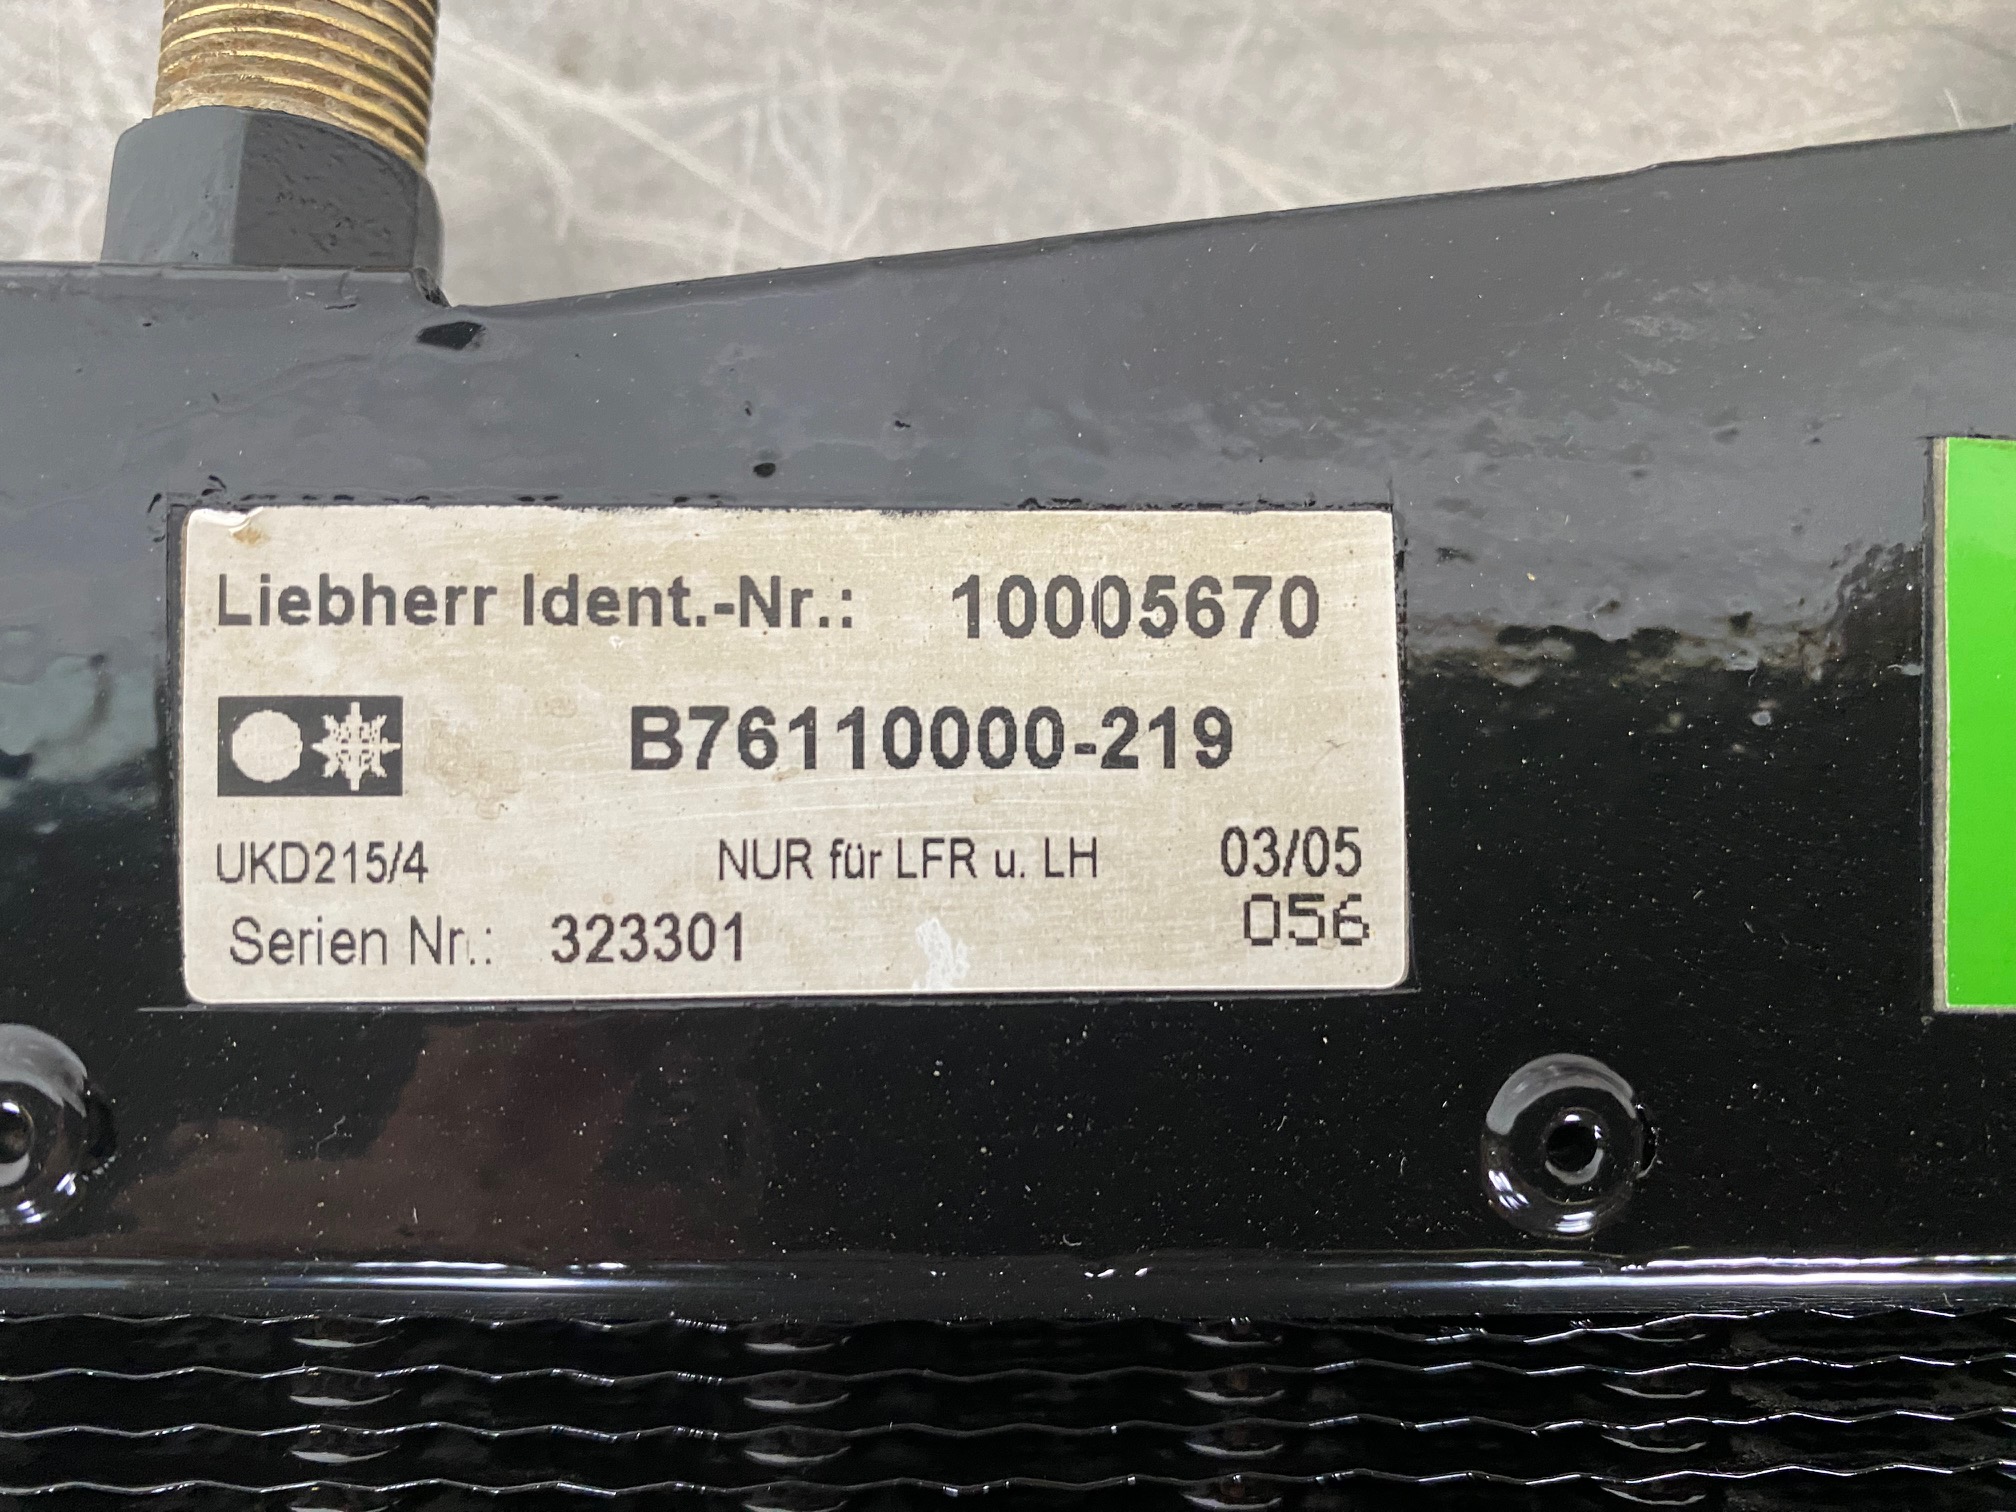 Liebherr Ident.-Nr.: 10005670
B76110000-219
UKD215/4 NUR für LFR u. LH 03/05
Serien Nr.: 323301 056